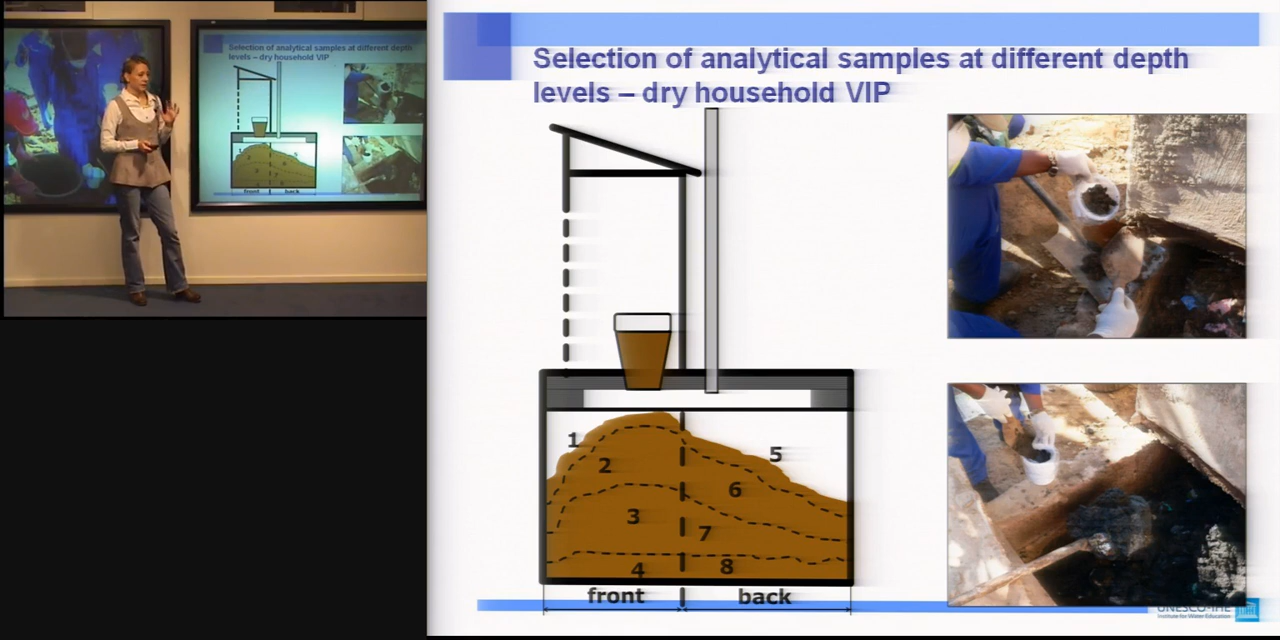 Selection of analytical samples at different depth
levels – dry household VIP
Selection of analytical samples at different depth
levels – dry household VIP
1
5
2
6
3
7
4
8
front
back
front
back
UNESCO-IHE
Institute for Water Education